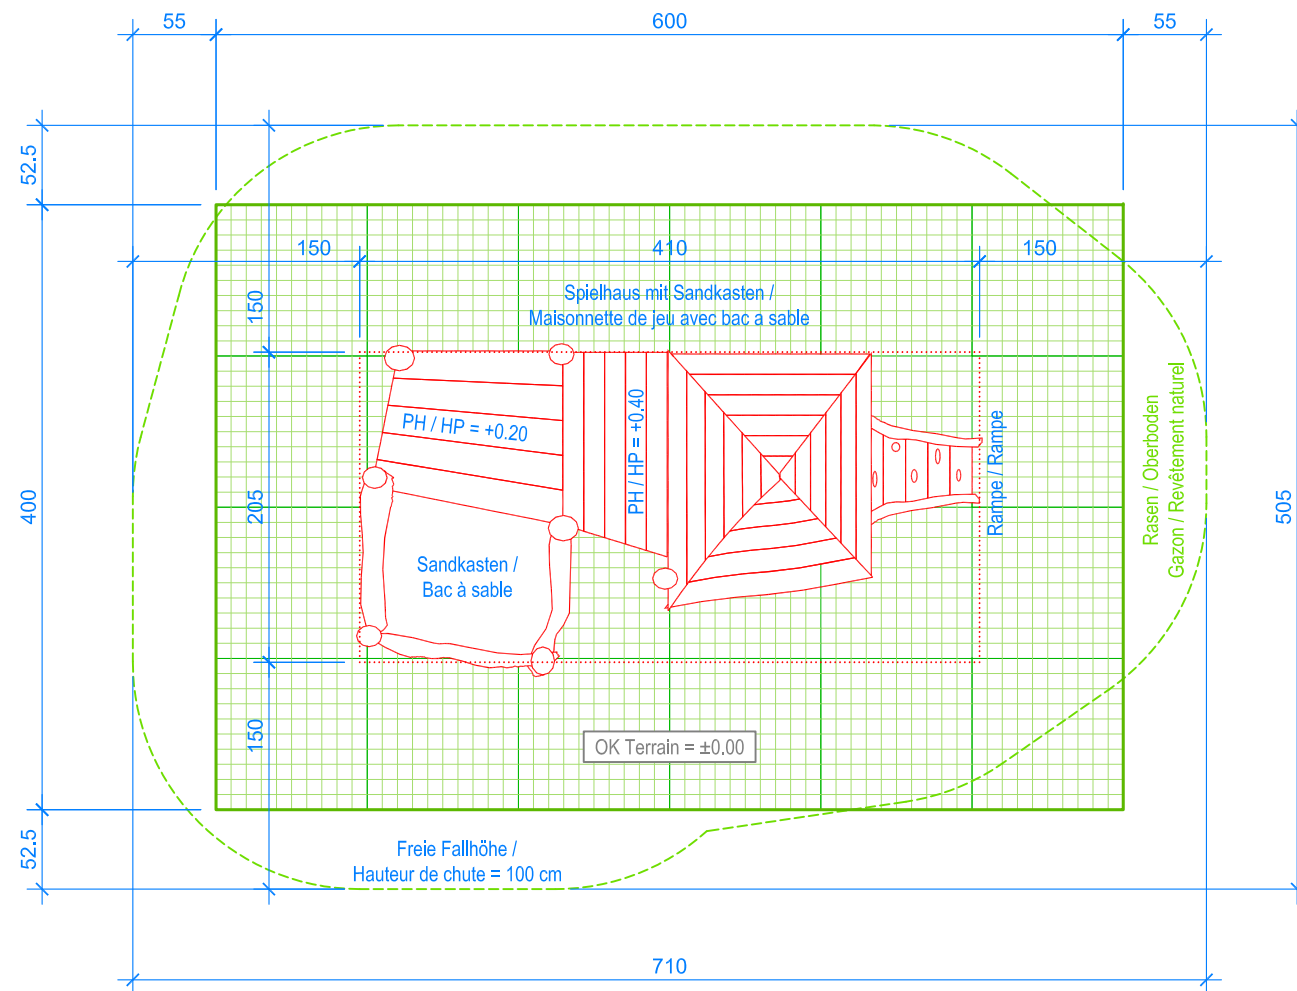 55
600
55
52.5
150
410
150
Spielhaus mit Sandkasten /
Maisonnette de jeu avec bac a sable
150
PH / HP = +0.20
PH / HP = +0.40
Rampe / Rampe
Rasen / Oberboden
Gazon / Revêtement naturel
400
205
505
Sandkasten /
Bac à sable
150
OK Terrain = ±0.00
52.5
Freie Fallhöhe /
Hauteur de chute = 100 cm
710